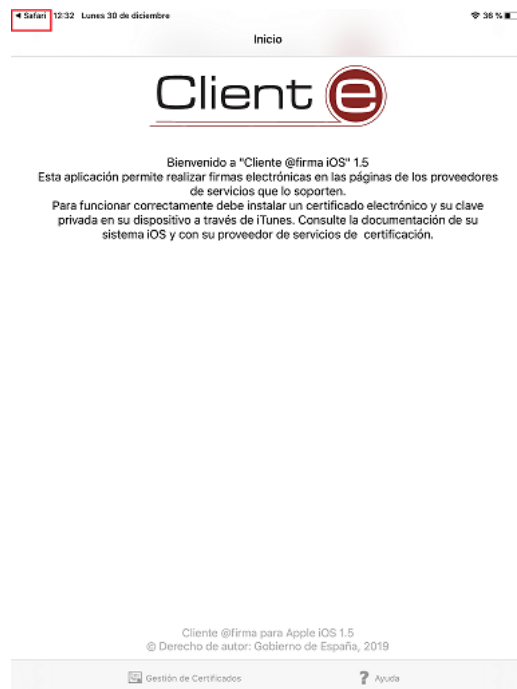 ◄ Safari 12:32 Lunes 30 de diciembre 36 %
Inicio
Client e
Bienvenido a "Cliente @firma iOS" 1.5
Esta aplicación permite realizar firmas electrónicas en las páginas de los proveedores
de servicios que lo soporten.
Para funcionar correctamente debe instalar un certificado electrónico y su clave
privada en su dispositivo a través de iTunes. Consulte la documentación de su
sistema iOS y con su proveedor de servicios de certificación.
Cliente @firma para Apple iOS 1.5
© Derecho de autor: Gobierno de España, 2019
Gestión de Certificados ? Ayuda